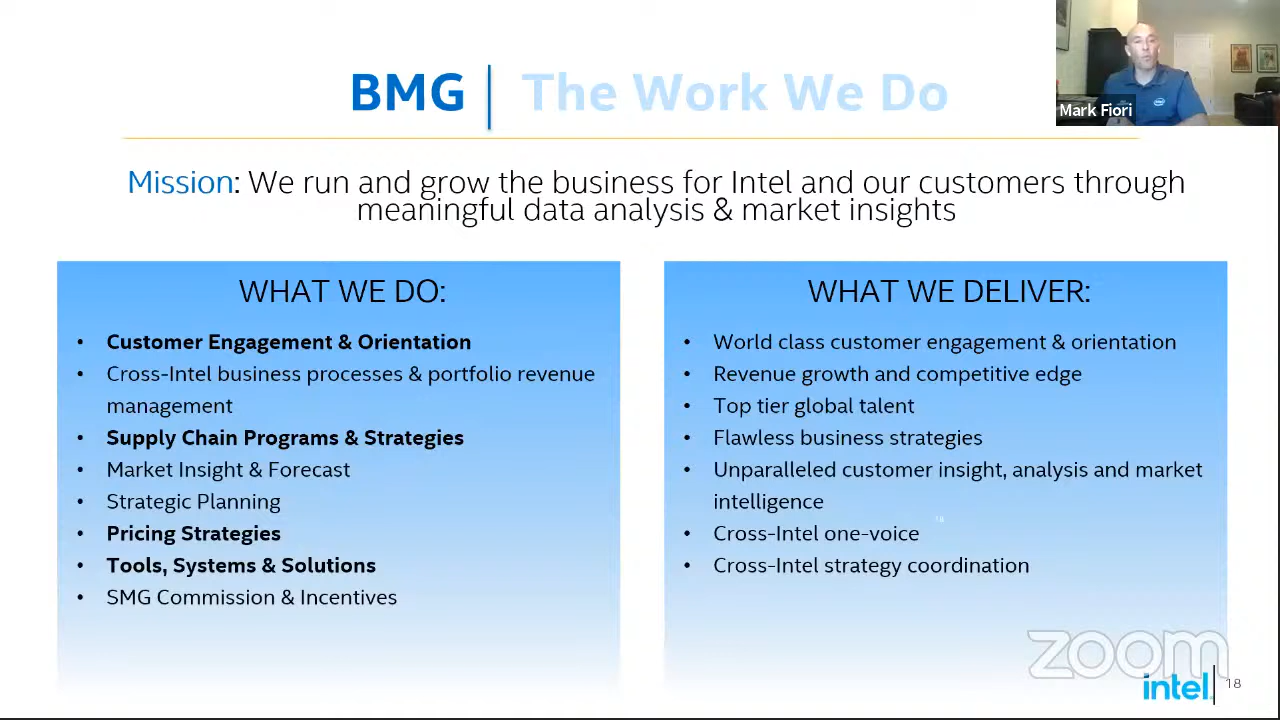 BMG | The Work We Do
Mark Fiori
Mission: We run and grow the business for Intel and our customers through
meaningful data analysis & market insights
WHAT WE DO:
• Customer Engagement & Orientation
• Cross-Intel business processes & portfolio revenue
management
• Supply Chain Programs & Strategies
• Market Insight & Forecast
• Strategic Planning
• Pricing Strategies
• Tools, Systems & Solutions
• SMG Commission & Incentives
WHAT WE DELIVER:
• World class customer engagement & orientation
• Revenue growth and competitive edge
• Top tier global talent
• Flawless business strategies
• Unparalleled customer insight, analysis and market
intelligence
18
• Cross-Intel one-voice
• Cross-Intel strategy coordination
zoom
intel. | 18